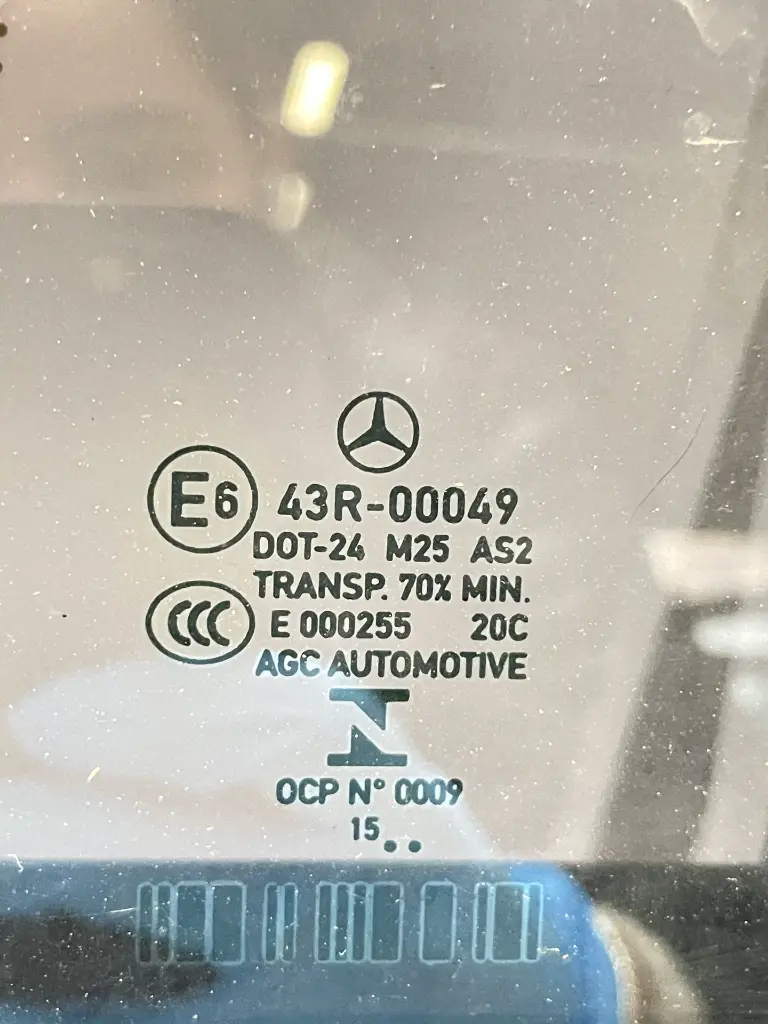 E6 43R-00049
DOT-24 M25 AS2
TRANSP. 70% MIN.
CCC E 000255 20C
AGC AUTOMOTIVE
N
OCP N° 0009
15..